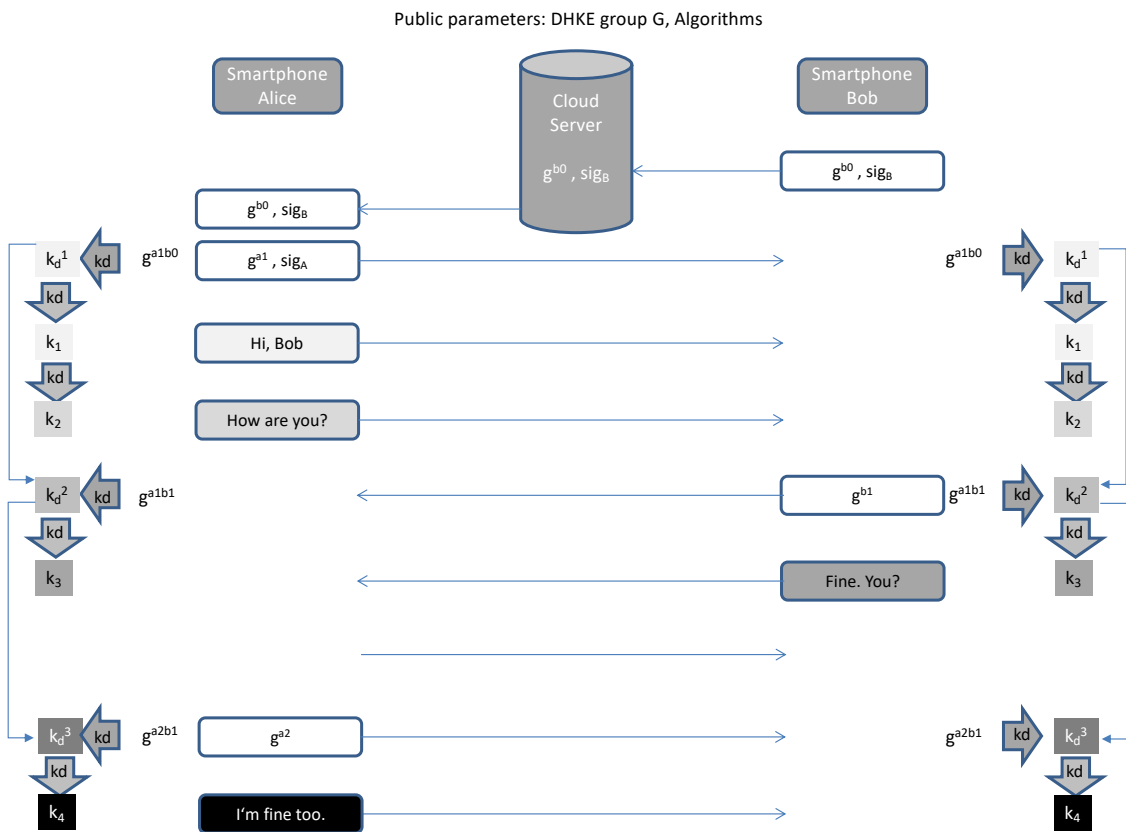 Public parameters: DHKE group G, Algorithms
Smartphone
Alice
Cloud
Server
Smartphone
Bob
g^b0 , sig_B
g^b0 , sig_B
g^b0 , sig_B
k_d^1
kd
g^a1b0
g^a1 , sig_A
g^a1b0
kd
k_d^1
kd
kd
k_1
Hi, Bob
k_1
kd
kd
k_2
How are you?
k_2
k_d^2
kd
g^a1b1
g^b1
g^a1b1
kd
k_d^2
kd
kd
k_3
Fine. You?
k_3
k_d^3
kd
g^a2b1
g^a2
g^a2b1
kd
k_d^3
kd
kd
k_4
I‘m fine too.
k_4